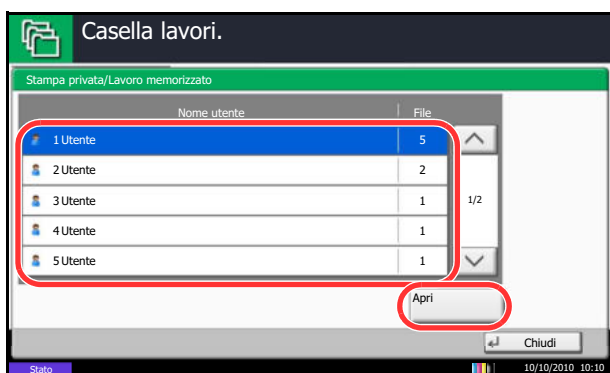 Casella lavori.
Stampa privata/Lavoro memorizzato
Nome utente File
1 Utente 5
2 Utente 2
3 Utente 1
1/2
4 Utente 1
5 Utente 1
Apri
Chiudi
Stato 10/10/2010 10:10